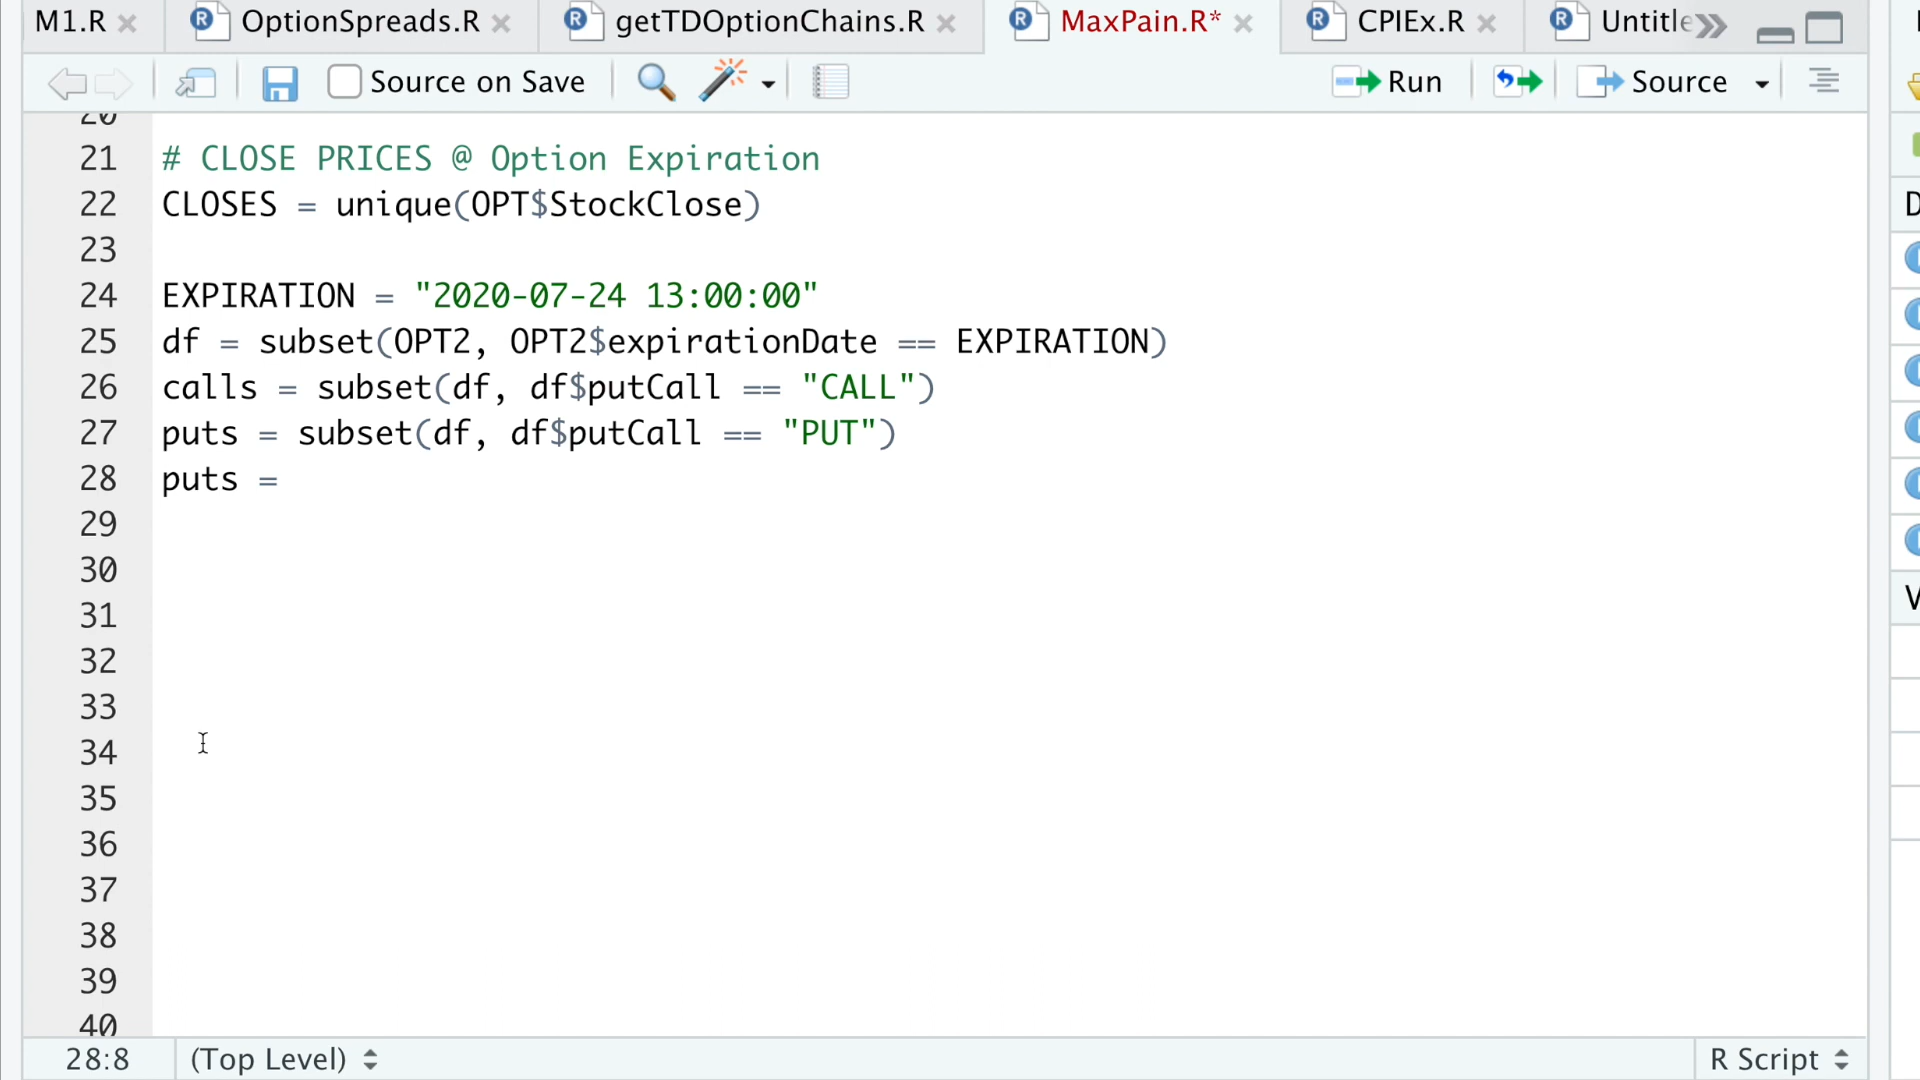 M1.R
OptionSpreads.R
getTDOptionChains.R
MaxPain.R*
CPIEx.R
Untitle
Source on Save
Run
Source
20
21 # CLOSE PRICES @ Option Expiration
22 CLOSES = unique(OPT$StockClose)
23
24 EXPIRATION = "2020-07-24 13:00:00"
25 df = subset(OPT2, OPT2$expirationDate == EXPIRATION)
26 calls = subset(df, df$putCall == "CALL")
27 puts = subset(df, df$putCall == "PUT")
28 puts =
29
30
31
32
33
34
35
36
37
38
39
40
28:8 (Top Level)
R Script